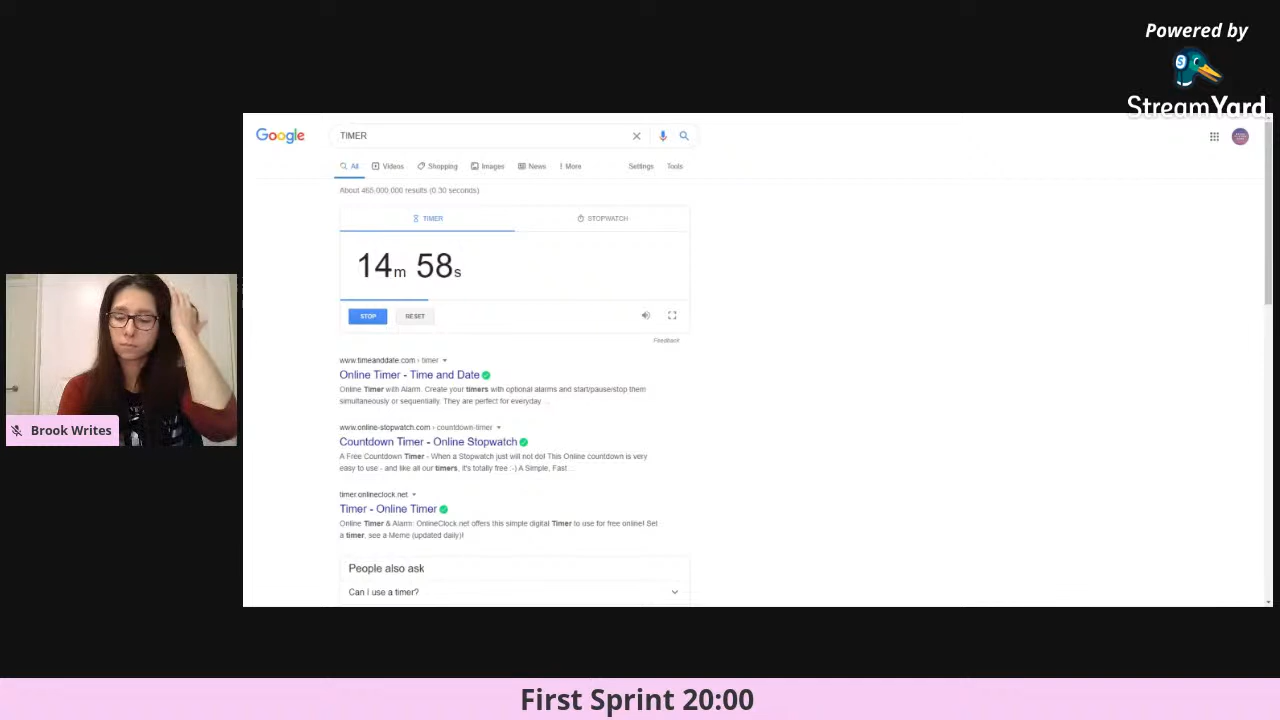 Powered by
StreamYard
Google
TIMER
All Videos Shopping Images News More Settings Tools
About 465,000,000 results (0.30 seconds)
TIMER STOPWATCH
14m 58s
STOP RESET
Feedback
www.timeanddate.com › timer
Online Timer - Time and Date
Online Timer with Alarm. Create your timers with optional alarms and start/pause/stop them
simultaneously or sequentially. They are perfect for everyday ...
www.online-stopwatch.com › countdown-timer
Countdown Timer - Online Stopwatch
A Free Countdown Timer - When a Stopwatch just will not do! This Online countdown is very
easy to use - and like all our timers, it's totally free :-) A Simple, Fast ...
timer.onlineclock.net
Timer - Online Timer
Online Timer & Alarm: OnlineClock.net offers this simple digital Timer to use for free online! Set
a timer, see a Meme (updated daily)!
People also ask
Can I use a timer?
Brook Writes
First Sprint 20:00